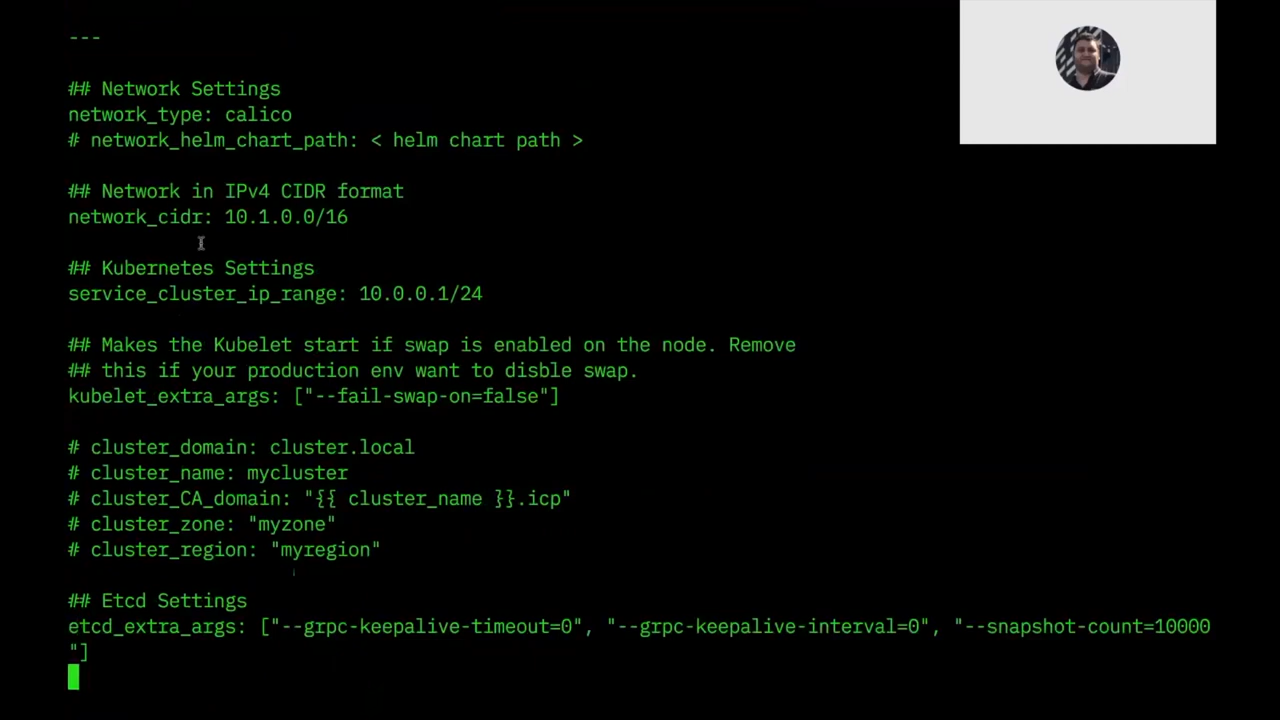 ---
## Network Settings
network_type: calico
# network_helm_chart_path: < helm chart path >
## Network in IPv4 CIDR format
network_cidr: 10.1.0.0/16
## Kubernetes Settings
service_cluster_ip_range: 10.0.0.1/24
## Makes the Kubelet start if swap is enabled on the node. Remove
## this if your production env want to disble swap.
kubelet_extra_args: ["--fail-swap-on=false"]
# cluster_domain: cluster.local
# cluster_name: mycluster
# cluster_CA_domain: "{{ cluster_name }}.icp"
# cluster_zone: "myzone"
# cluster_region: "myregion"
## Etcd Settings
etcd_extra_args: ["--grpc-keepalive-timeout=0", "--grpc-keepalive-interval=0", "--snapshot-count=10000
"]